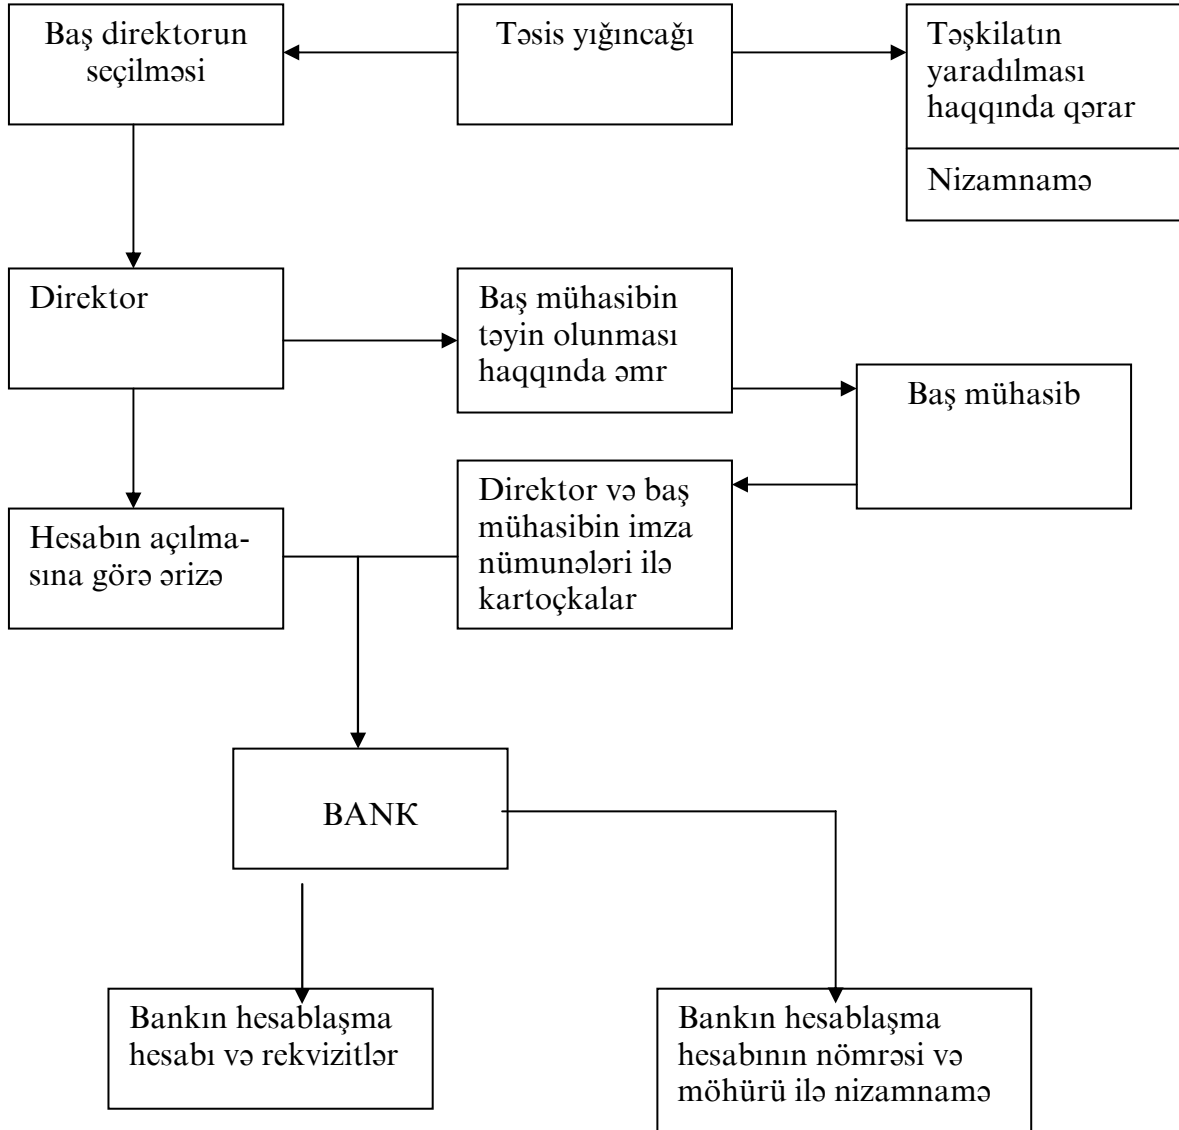 Baş direktorun
seçilməsi
Təsis yığıncağı
Təşkilatın
yaradılması
haqqında qərar
Nizamnamə
Direktor
Baş mühasibin
təyin olunması
haqqında əmr
Baş mühasib
Direktor və baş
mühasibin imza
nümunələri ilə
kartoçkalar
Hesabın açılma-
sına görə ərizə
BANK
Bankın hesablaşma
hesabı və rekvizitlər
Bankın hesablaşma
hesabının nömrəsi və
möhürü ilə nizamnamə